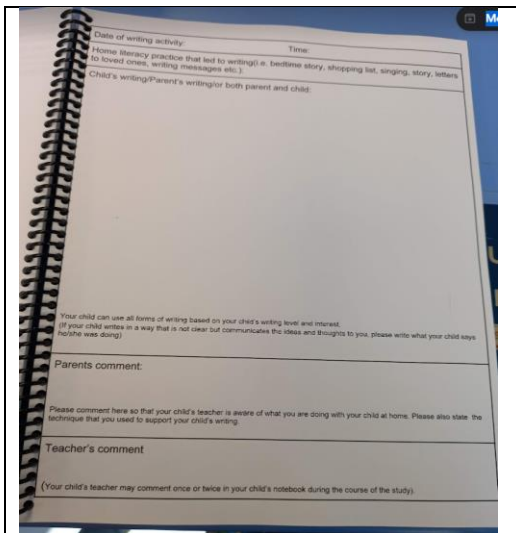 Date of writing activity: Time:
Home literacy practice that led to writing(i.e. bedtime story, shopping list, singing, story, letters
to loved ones, writing messages etc.):
Child's writing/Parent's writing/or both parent and child:
Your child can use all forms of writing based on your child's writing level and interest.
(If your child writes in a way that is not clear but communicates the ideas and thoughts to you, please write what your child says
he/she was doing)
Parents comment:
Please comment here so that your child's teacher is aware of what you are doing with your child at home. Please also state the
technique that you used to support your child's writing.
Teacher's comment
(Your child's teacher may comment once or twice in your child's notebook during the course of the study).